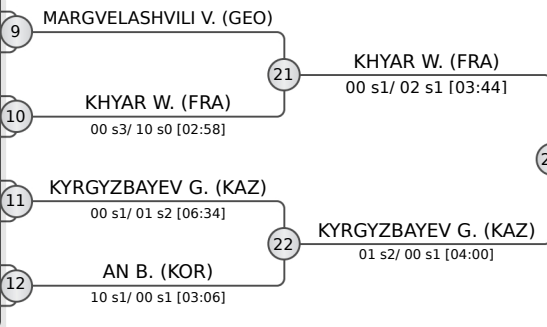 MARGVELASHVILI V. (GEO)
9
KHYAR W. (FRA)
21
00 s1/ 02 s1 [03:44]
KHYAR W. (FRA)
10
00 s3/ 10 s0 [02:58]
2
KYRGYZBAYEV G. (KAZ)
11
00 s1/ 01 s2 [06:34]
KYRGYZBAYEV G. (KAZ)
22
01 s2/ 00 s1 [04:00]
AN B. (KOR)
12
10 s1/ 00 s1 [03:06]